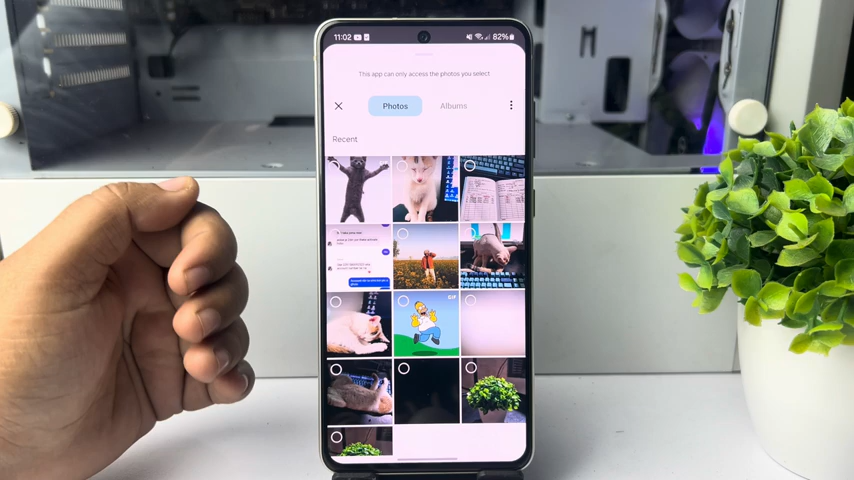 11:02
82%
This app can only access the photos you select
Photos
Albums
Recent
GIF